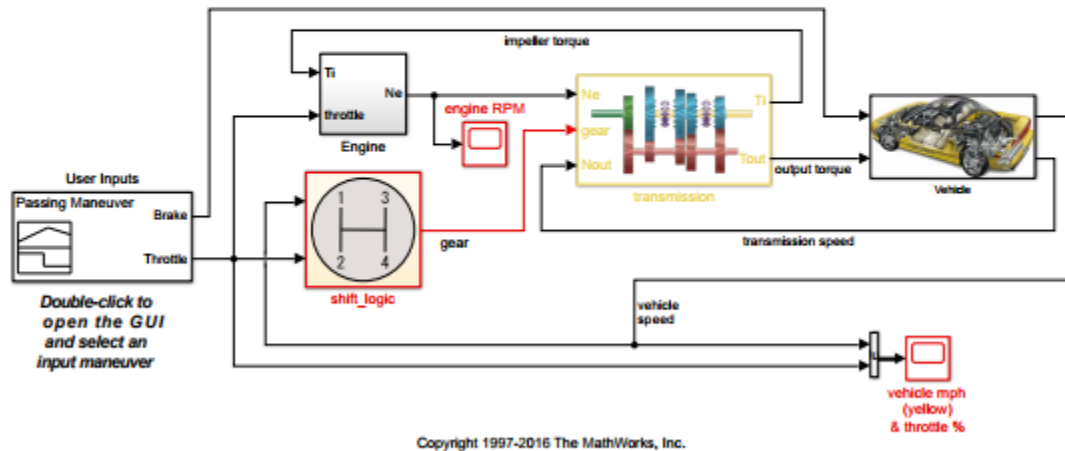 impeller torque
Ti
Ne
throttle
Engine
engine RPM
Ne
gear
Nout
Ti
Tout
transmission
output torque
Vehicle
transmission speed
User Inputs
Passing Maneuver
Brake
Throttle
1 3
2 4
shift_logic
gear
Double-click to
open the GUI
and select an
input maneuver
vehicle
speed
vehicle mph
(yellow)
& throttle %
Copyright 1997-2016 The MathWorks, Inc.